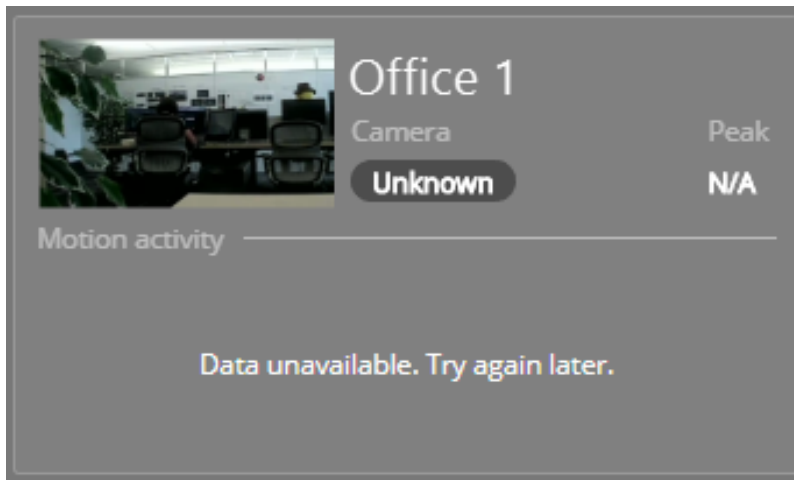 Office 1
Camera Peak
Unknown N/A
Motion activity
Data unavailable. Try again later.